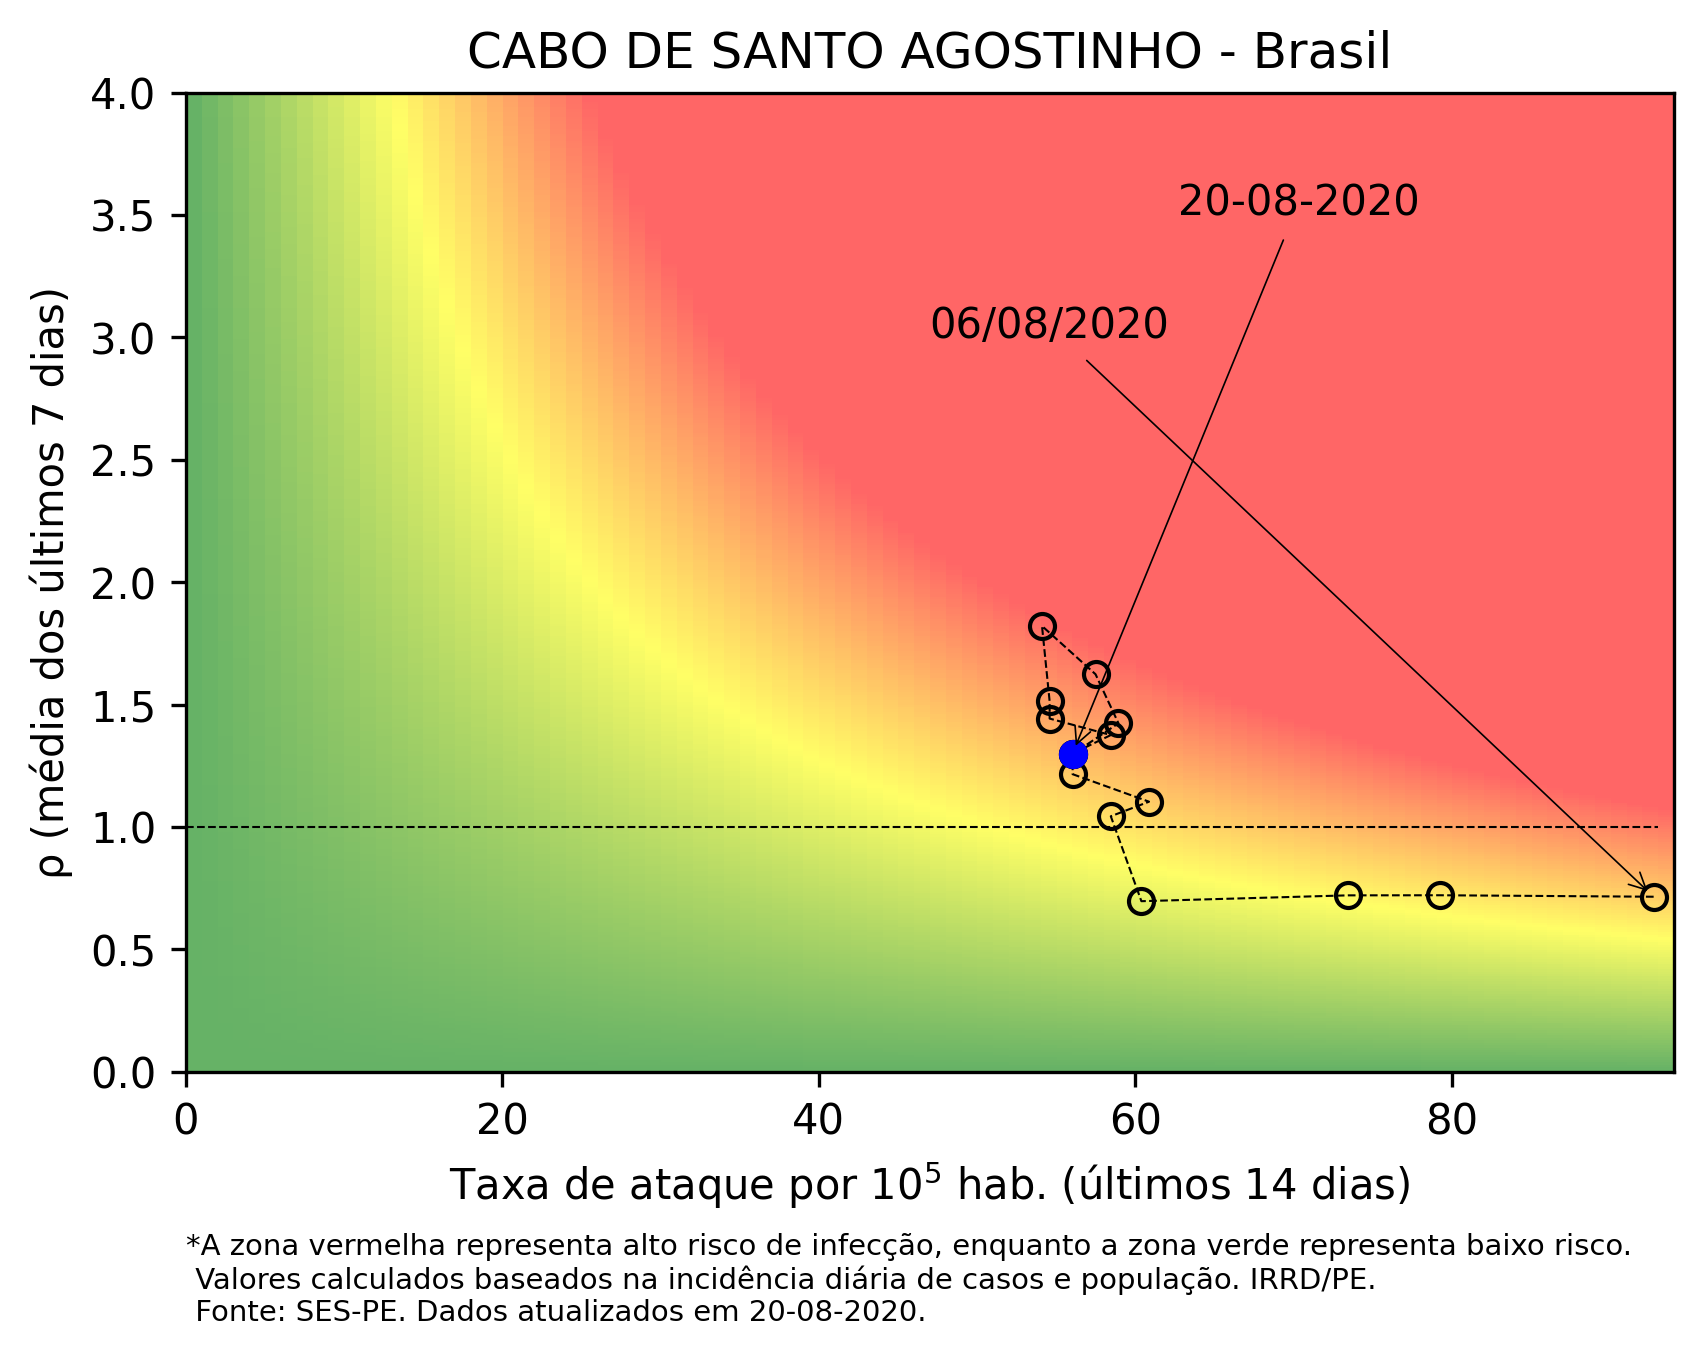 CABO DE SANTO AGOSTINHO - Brasil
4.0
3.5
3.0
2.5
2.0
1.5
1.0
0.5
0.0
ρ (média dos últimos 7 dias)
20-08-2020
06/08/2020
0 20 40 60 80
Taxa de ataque por 10⁵ hab. (últimos 14 dias)
*A zona vermelha representa alto risco de infecção, enquanto a zona verde representa baixo risco.
Valores calculados baseados na incidência diária de casos e população. IRRD/PE.
Fonte: SES-PE. Dados atualizados em 20-08-2020.